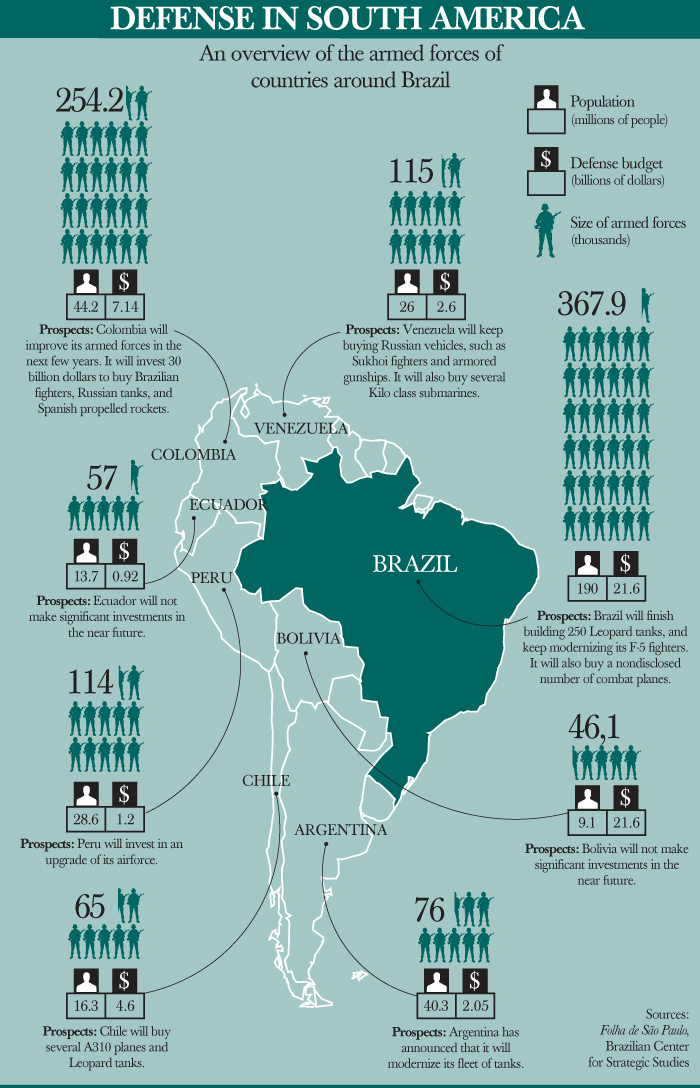 DEFENSE IN SOUTH AMERICA
An overview of the armed forces of
countries around Brazil
Population
(millions of people)
$
Defense budget
(billions of dollars)
Size of armed forces
(thousands)
254.2
$
44.2
7.14
Prospects: Colombia will
improve its armed forces in the
next few years. It will invest 30
billion dollars to buy Brazilian
fighters, Russian tanks, and
Spanish propelled rockets.
115
$
26
2.6
Prospects: Venezuela will keep
buying Russian vehicles, such as
Sukhoi fighters and armored
gunships. It will also buy several
Kilo class submarines.
367.9
$
190
21.6
Prospects: Brazil will finish
building 250 Leopard tanks, and
keep modernizing its F-5 fighters.
It will also buy a nondisclosed
number of combat planes.
57
$
13.7
0.92
Prospects: Ecuador will not
make significant investments in
the near future.
VENEZUELA
COLOMBIA
ECUADOR
BRAZIL
PERU
BOLIVIA
CHILE
ARGENTINA
114
$
28.6
1.2
Prospects: Peru will invest in an
upgrade of its airforce.
46,1
$
9.1
21.6
Prospects: Bolivia will not make
significant investments in the
near future.
65
$
16.3
4.6
Prospects: Chile will buy
several A310 planes and
Leopard tanks.
76
$
40.3
2.05
Prospects: Argentina has
announced that it will
modernize its fleet of tanks.
Sources:
Folha de São Paulo,
Brazilian Center
for Strategic Studies